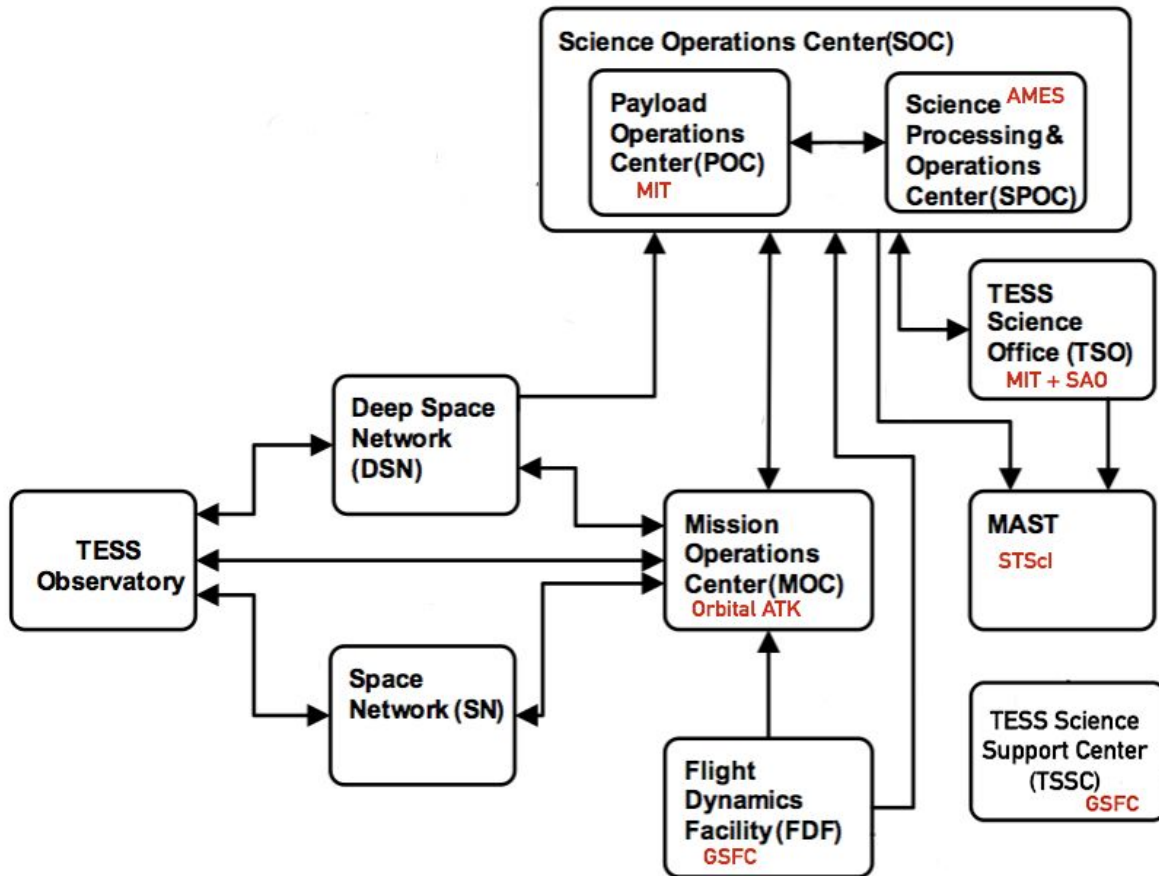 Science Operations Center(SOC)
Payload
Operations
Center(POC)
MIT
Science AMES
Processing &
Operations
Center(SPOC)
TESS
Science
Office (TSO)
MIT + SAO
Deep Space
Network
(DSN)
TESS
Observatory
Mission
Operations
Center(MOC)
Orbital ATK
MAST
STScI
Space
Network (SN)
Flight
Dynamics
Facility(FDF)
GSFC
TESS Science
Support Center
(TSSC)
GSFC